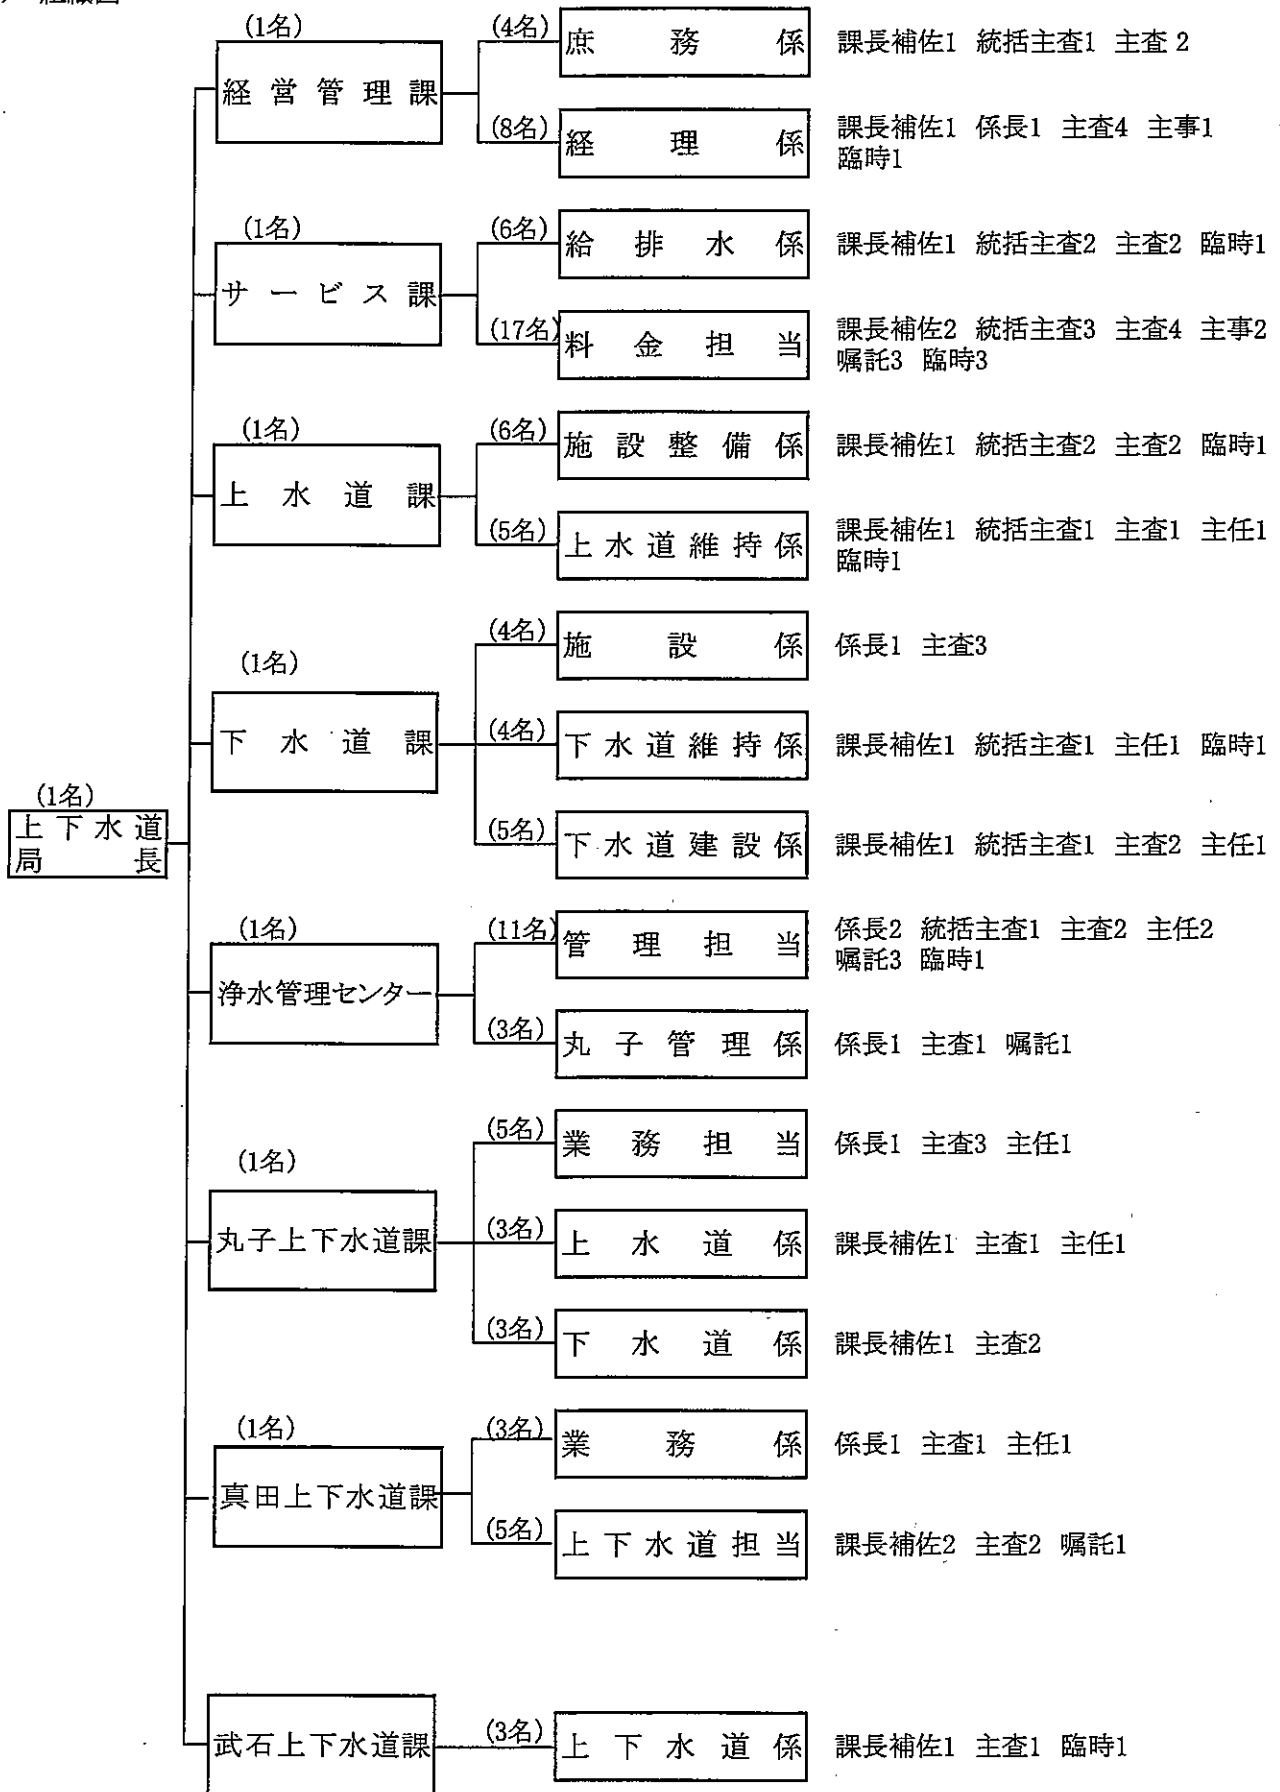 (1名)
(4名)
庶務係 課長補佐1 統括主査1 主査2
経営管理課
(8名)
経理係 課長補佐1 係長1 主査4 主事1
臨時1
(1名)
(6名)
給排水係 課長補佐1 統括主査2 主査2 臨時1
サービス課
(17名)
料金担当 課長補佐2 統括主査3 主査4 主事2
嘱託3 臨時3
(1名)
(6名)
施設整備係 課長補佐1 統括主査2 主査2 臨時1
上水道課
(5名)
上水道維持係 課長補佐1 統括主査1 主査1 主任1
臨時1
(4名)
施設係 係長1 主査3
(1名)
下水道課
(4名)
下水道維持係 課長補佐1 統括主査1 主任1 臨時1
(1名)
上下水道
局長
(5名)
下水道建設係 課長補佐1 統括主査1 主査2 主任1
(1名)
(11名)
管理担当 係長2 統括主査1 主査2 主任2
嘱託3 臨時1
浄水管理センター
(3名)
丸子管理係 係長1 主査1 嘱託1
(5名)
業務担当 係長1 主査3 主任1
(1名)
丸子上下水道課
(3名)
上水道係 課長補佐1 主査1 主任1
(3名)
下水道係 課長補佐1 主査2
(1名)
(3名)
業務係 係長1 主査1 主任1
真田上下水道課
(5名)
上下水道担当 課長補佐2 主査2 嘱託1
武石上下水道課
(3名)
上下水道係 課長補佐1 主査1 臨時1